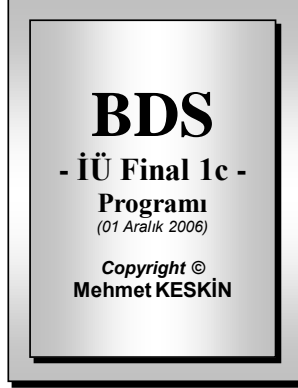 BDS
- İÜ Final 1c -
Programı
(01 Aralık 2006)
Copyright ©
Mehmet KESKİN